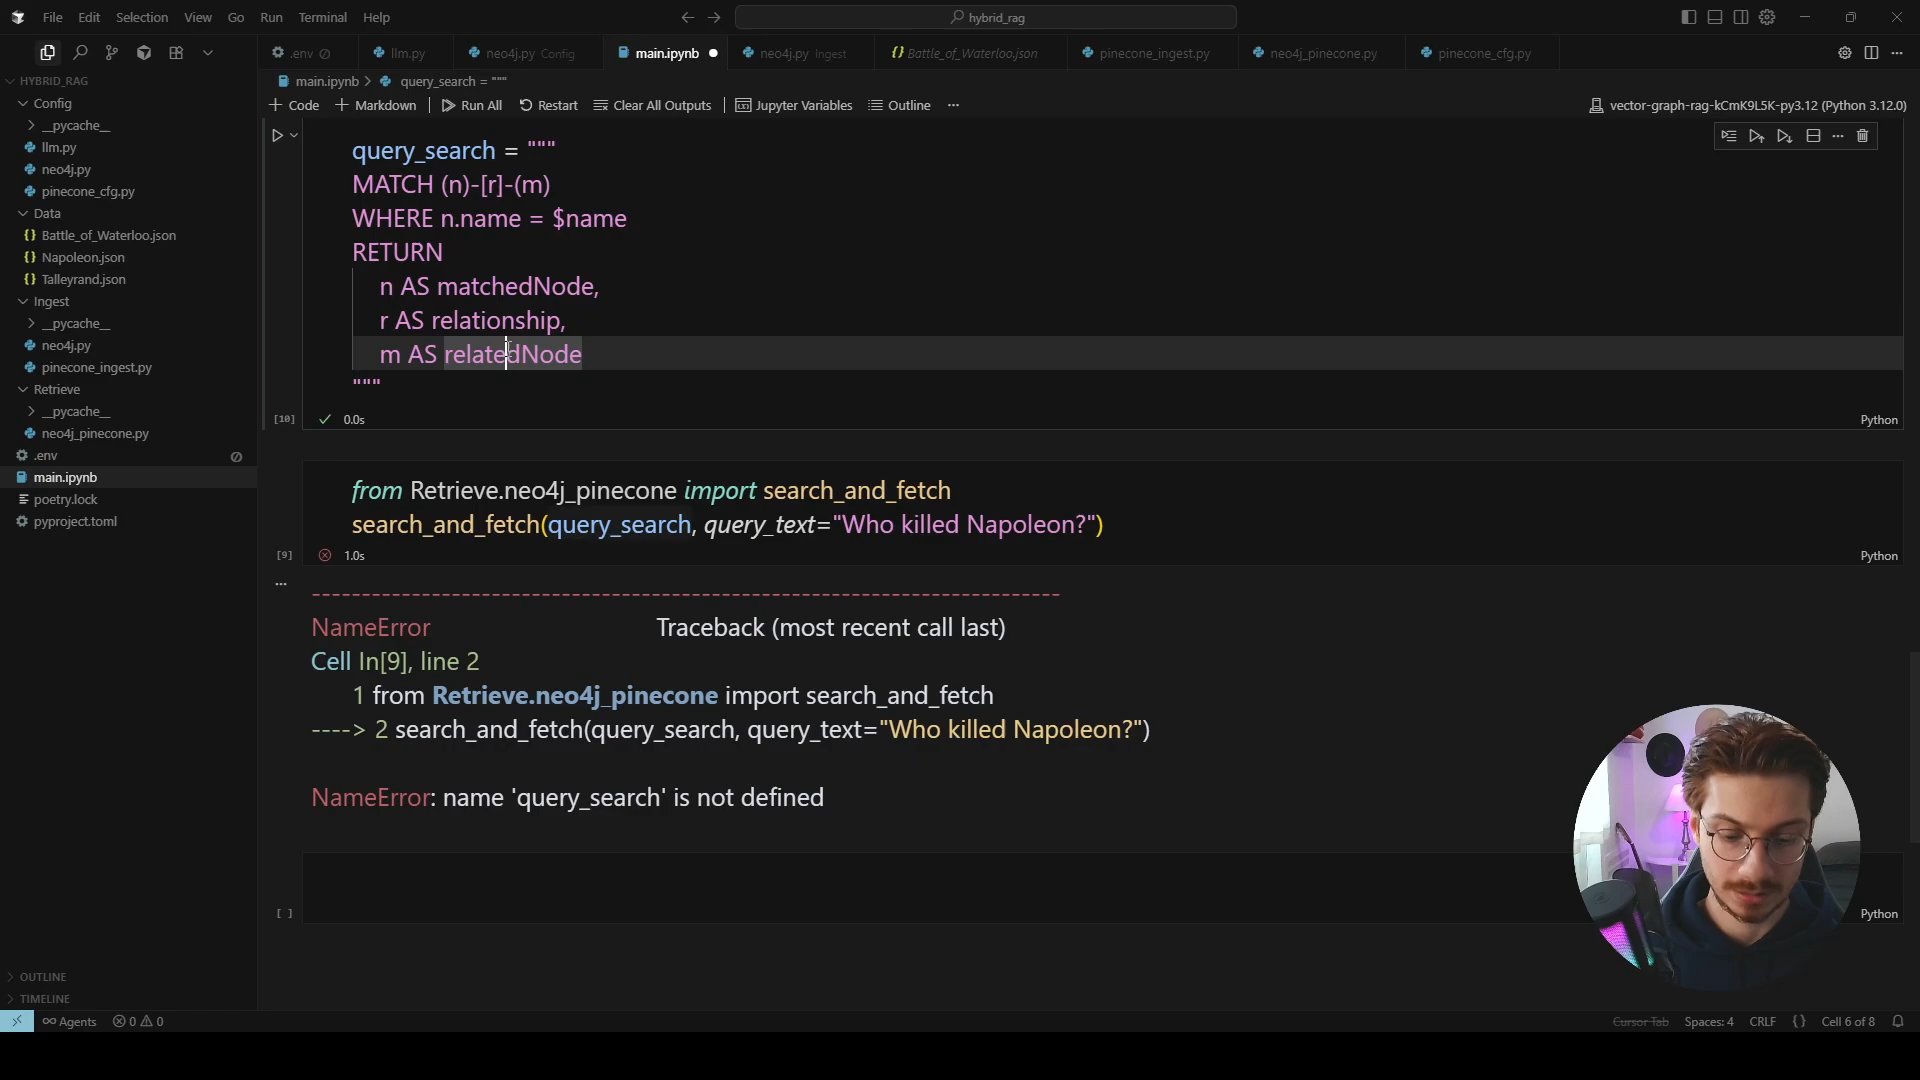 File Edit Selection View Go Run Terminal Help
hybrid_rag
.env
llm.py
neo4j.py Config
main.ipynb
neo4j.py Ingest
Battle_of_Waterloo.json
pinecone_ingest.py
neo4j_pinecone.py
pinecone_cfg.py
HYBRID_RAG
Config
__pycache__
llm.py
neo4j.py
pinecone_cfg.py
Data
Battle_of_Waterloo.json
Napoleon.json
Talleyrand.json
Ingest
__pycache__
neo4j.py
pinecone_ingest.py
Retrieve
__pycache__
neo4j_pinecone.py
.env
main.ipynb
poetry.lock
pyproject.toml
OUTLINE
TIMELINE
main.ipynb > query_search = """
+ Code + Markdown Run All Restart Clear All Outputs Jupyter Variables Outline ...
vector-graph-rag-kCmK9L5K-py3.12 (Python 3.12.0)
query_search = """
MATCH (n)-[r]-(m)
WHERE n.name = $name
RETURN
n AS matchedNode,
r AS relationship,
m AS relatedNode
"""
[10] 0.0s Python
from Retrieve.neo4j_pinecone import search_and_fetch
search_and_fetch(query_search, query_text="Who killed Napoleon?")
[9] 1.0s Python
...
---------------------------------------------------------------------------
NameError Traceback (most recent call last)
Cell In[9], line 2
1 from Retrieve.neo4j_pinecone import search_and_fetch
----> 2 search_and_fetch(query_search, query_text="Who killed Napoleon?")
NameError: name 'query_search' is not defined
[ ] Python
Agents 0 0 Cursor Tab Spaces: 4 CRLF {} Cell 6 of 8